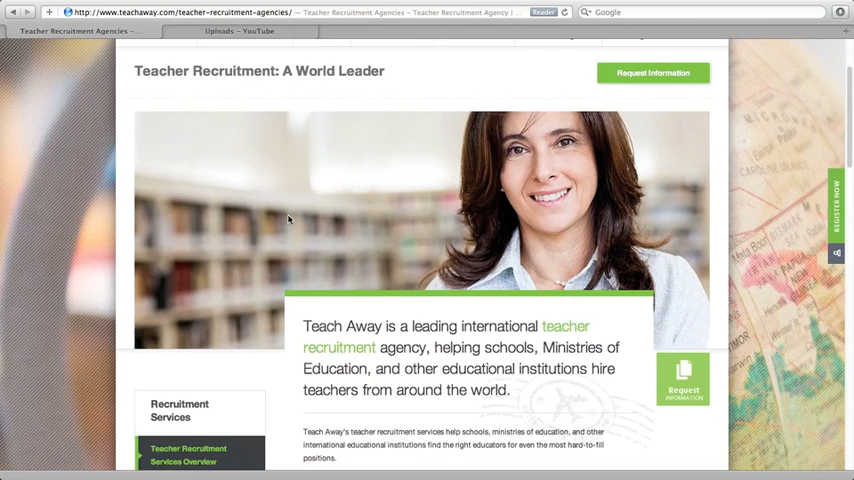 http://www.teachaway.com/teacher-recruitment-agencies/ — Teacher Recruitment Agencies – Teacher Recruitment Agency | ... Reader Google
Teacher Recruitment Agencies –... Uploads – YouTube
Teacher Recruitment: A World Leader
Request Information
REGISTER NOW
Teach Away is a leading international teacher
recruitment agency, helping schools, Ministries of
Education, and other educational institutions hire
teachers from around the world.
Request
INFORMATION
Recruitment
Services
Teacher Recruitment
Services Overview
Teach Away's teacher recruitment services help schools, ministries of education, and other
international educational institutions find the right educators for even the most hard-to-fill
positions.
CAROLINE ISLANDS